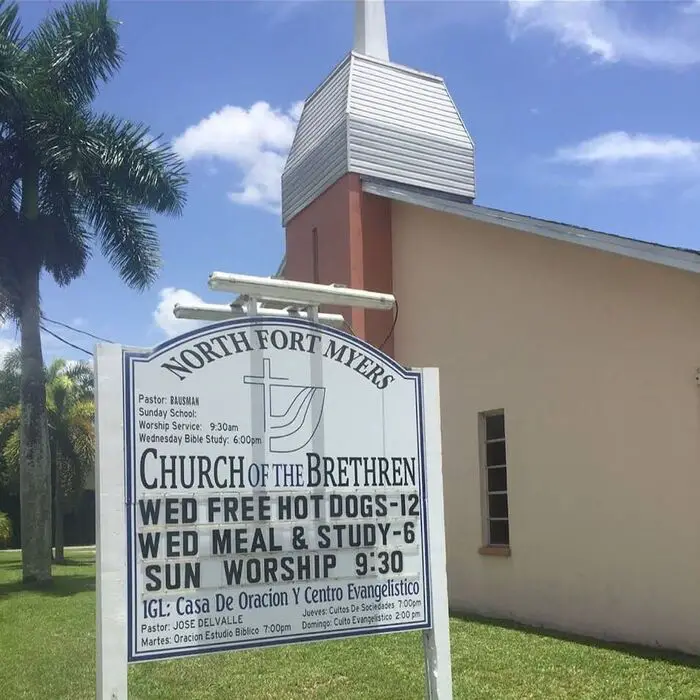 NORTH FORT MYERS
Pastor: BAUSMAN
Sunday School:
Worship Service: 9:30am
Wednesday Bible Study: 6:00pm
CHURCH OF THE BRETHREN
WED FREE HOT DOGS-12
WED MEAL & STUDY-6
SUN WORSHIP 9:30
IGL: Casa De Oracion Y Centro Evangelistico
Pastor: JOSE DELVALLE
Martes: Oracion Estudio Biblico 7:00pm
Jueves: Cultos De Sociedades 7:00pm
Domingo: Culto Evangelistico 2:00 pm